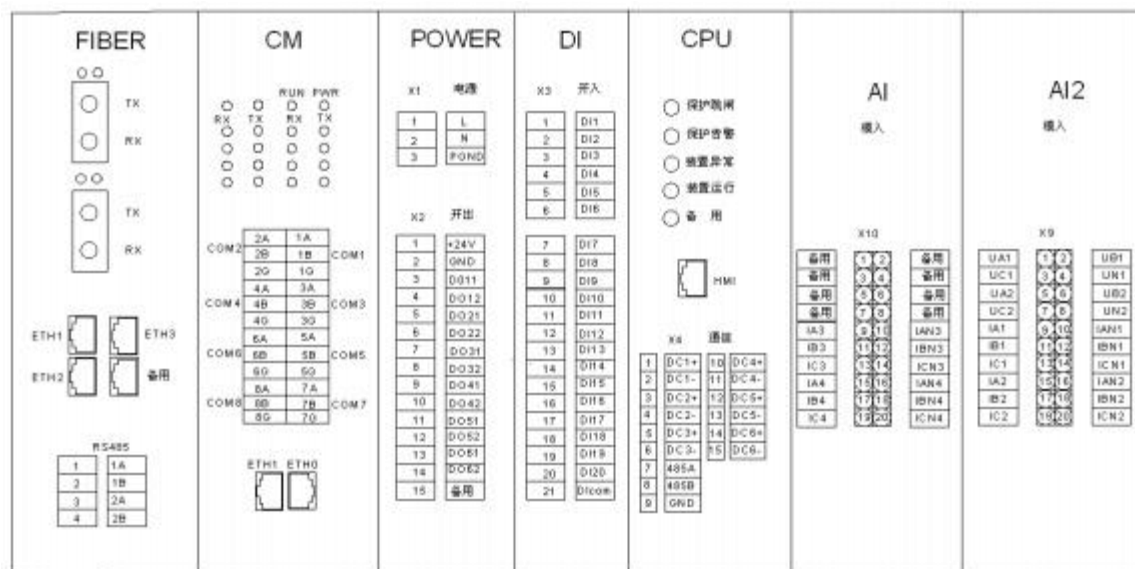 FIBER
TX
RX
TX
RX
ETH1
ETH3
ETH2
备用
RS485
1 1A
2 1B
3 2A
4 2B
CM
RUN PWR
RX TX RX TX
2A 1A
COM2 2B 1B COM1
2G 1G
4A 3A
COM4 4B 3B COM3
4G 3G
6A 5A
COM6 6B 5B COM5
6G 5G
8A 7A
COM8 8B 7B COM7
8G 7G
ETH1 ETH0
POWER
X1 电源
1 L
2 N
3 PGND
X2 开出
1 +24V
2 GND
3 DO11
4 DO12
5 DO21
6 DO22
7 DO31
8 DO32
9 DO41
10 DO42
11 DO51
12 DO52
13 DO61
14 DO62
15 备用
DI
X3 开入
1 DI1
2 DI2
3 DI3
4 DI4
5 DI5
6 DI6
7 DI7
8 DI8
9 DI9
10 DI10
11 DI11
12 DI12
13 DI13
14 DI14
15 DI15
16 DI16
17 DI17
18 DI18
19 DI19
20 DI20
21 DIcom
CPU
保护跳闸
保护告警
装置异常
装置运行
备 用
HMI
X4 通信
1 DC1+ 10 DC4+
2 DC1- 11 DC4-
3 DC2+ 12 DC5+
4 DC2- 13 DC5-
5 DC3+ 14 DC6+
6 DC3- 15 DC6-
7 485A
8 485B
9 GND
AI
模入
X10
备用 1 2 备用
备用 3 4 备用
备用 5 6 备用
备用 7 8 备用
IA3 9 10 IAN3
IB3 11 12 IBN3
IC3 13 14 ICN3
IA4 15 16 IAN4
IB4 17 18 IBN4
IC4 19 20 ICN4
AI2
模入
X9
UA1 1 2 UB1
UC1 3 4 UN1
UA2 5 6 UB2
UC2 7 8 UN2
IA1 9 10 IAN1
IB1 11 12 IBN1
IC1 13 14 ICN1
IA2 15 16 IAN2
IB2 17 18 IBN2
IC2 19 20 ICN2